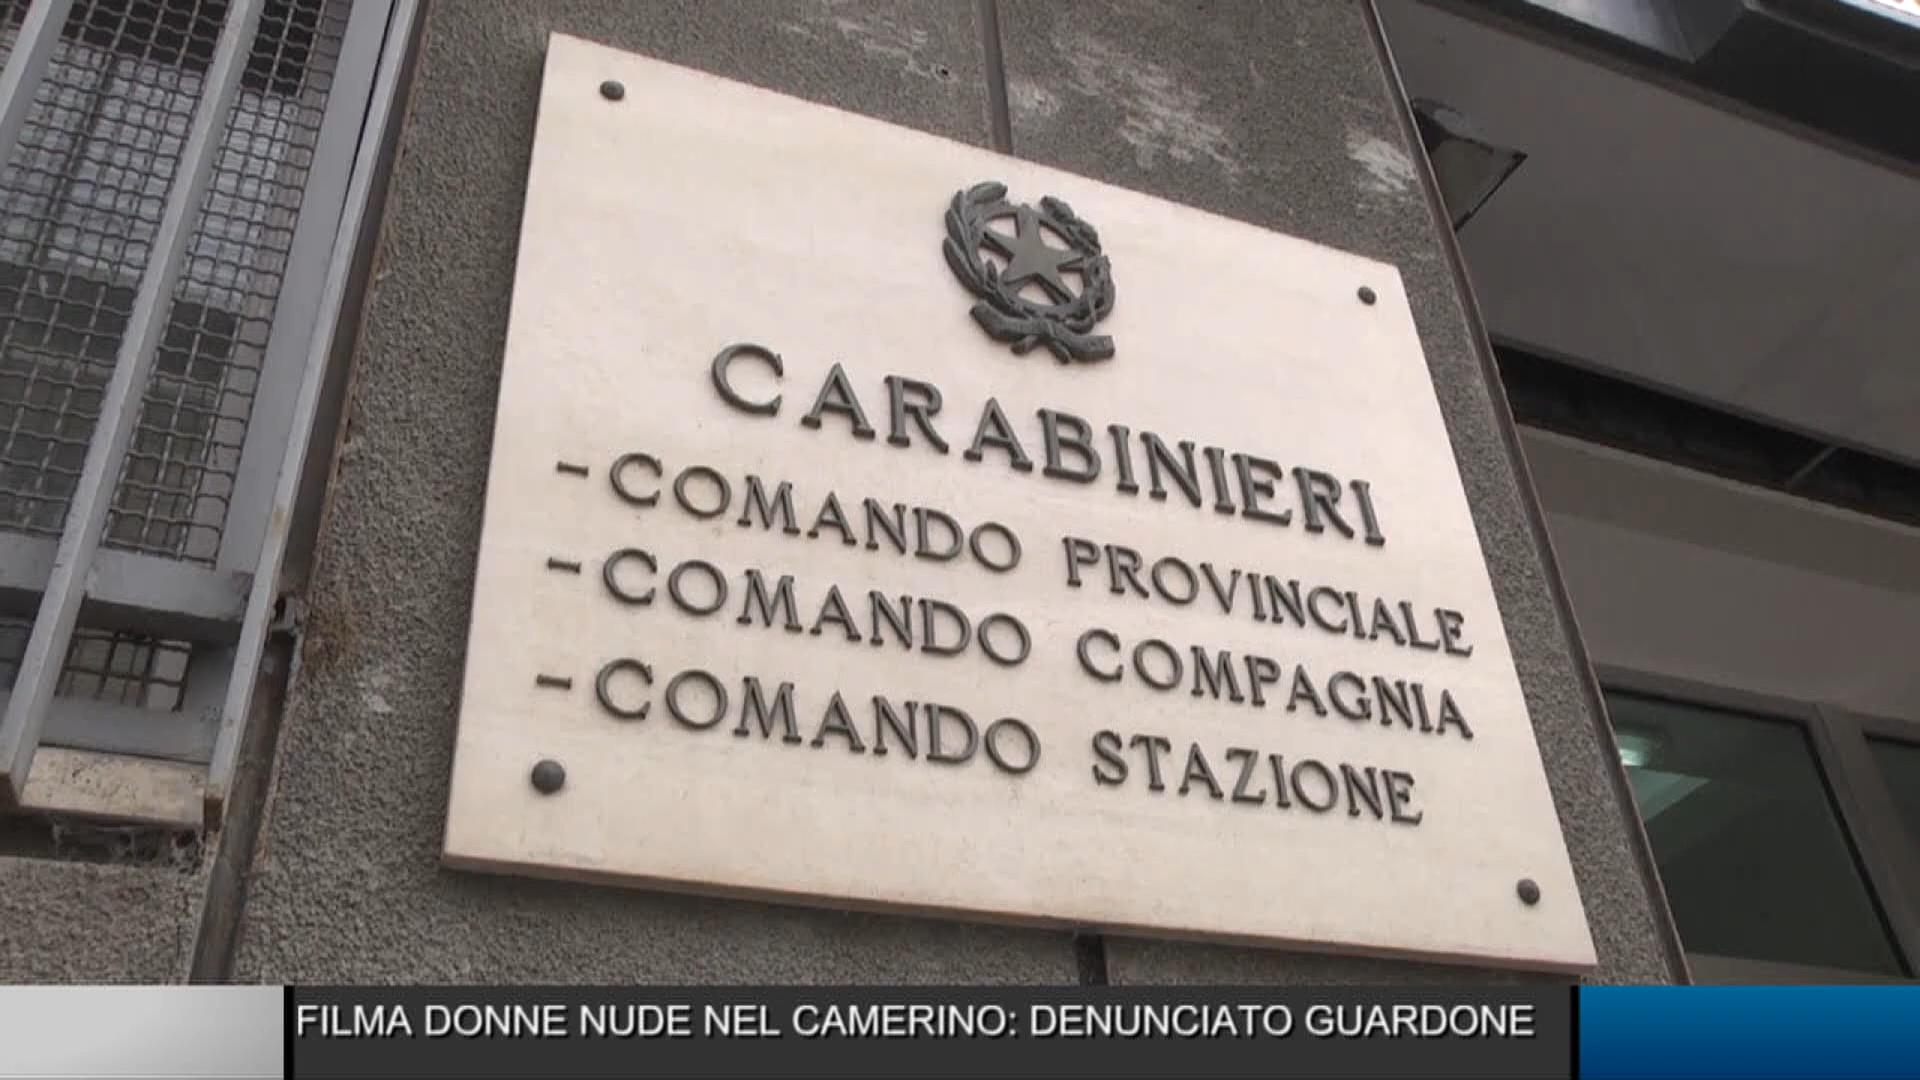 CARABINIERI
- COMANDO PROVINCIALE
- COMANDO COMPAGNIA
- COMANDO STAZIONE
FILMA DONNE NUDE NEL CAMERINO: DENUNCIATO GUARDONE